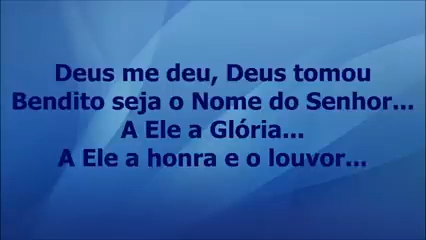 Deus me deu, Deus tomou
Bendito seja o Nome do Senhor...
A Ele a Glória...
A Ele a honra e o louvor...